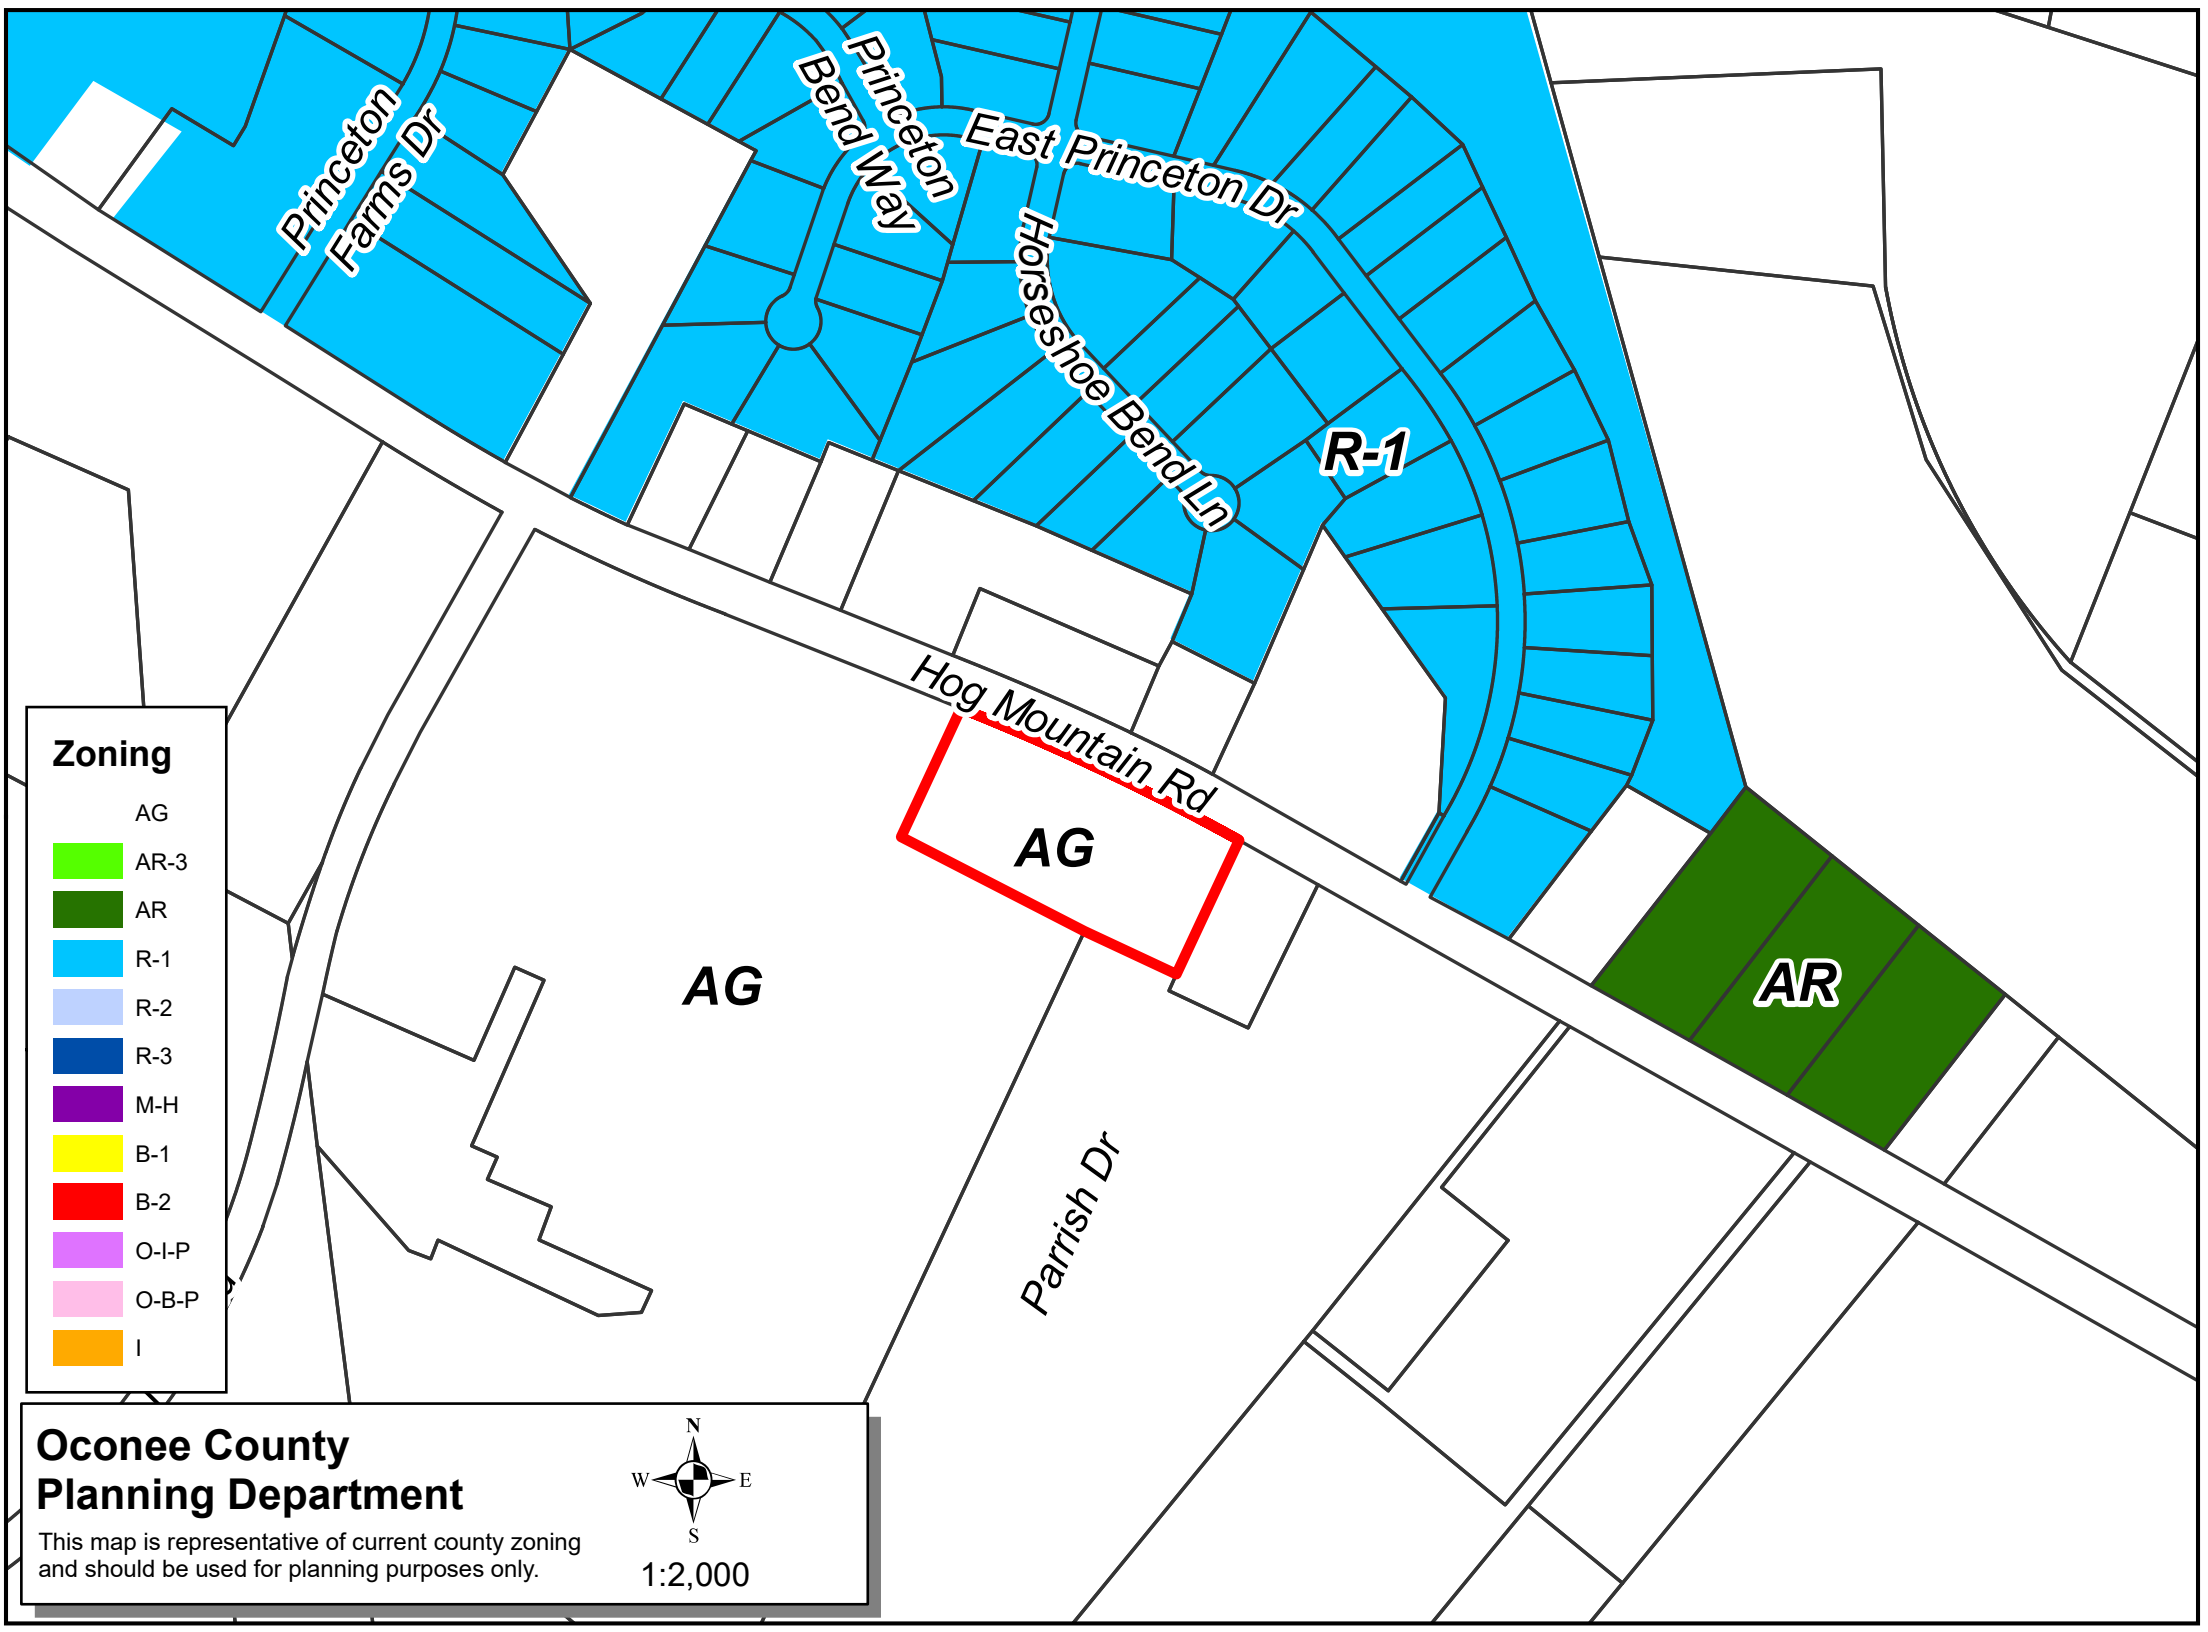 Princeton
Farms Dr
Princeton
Bend Way
East Princeton Dr
Horseshoe Bend Ln
R-1
Hog Mountain Rd
AG
AG
AR
Parrish Dr
Zoning
AG
AR-3
AR
R-1
R-2
R-3
M-H
B-1
B-2
O-I-P
O-B-P
I
Oconee County
Planning Department
This map is representative of current county zoning
and should be used for planning purposes only.
N
W
E
S
1:2,000